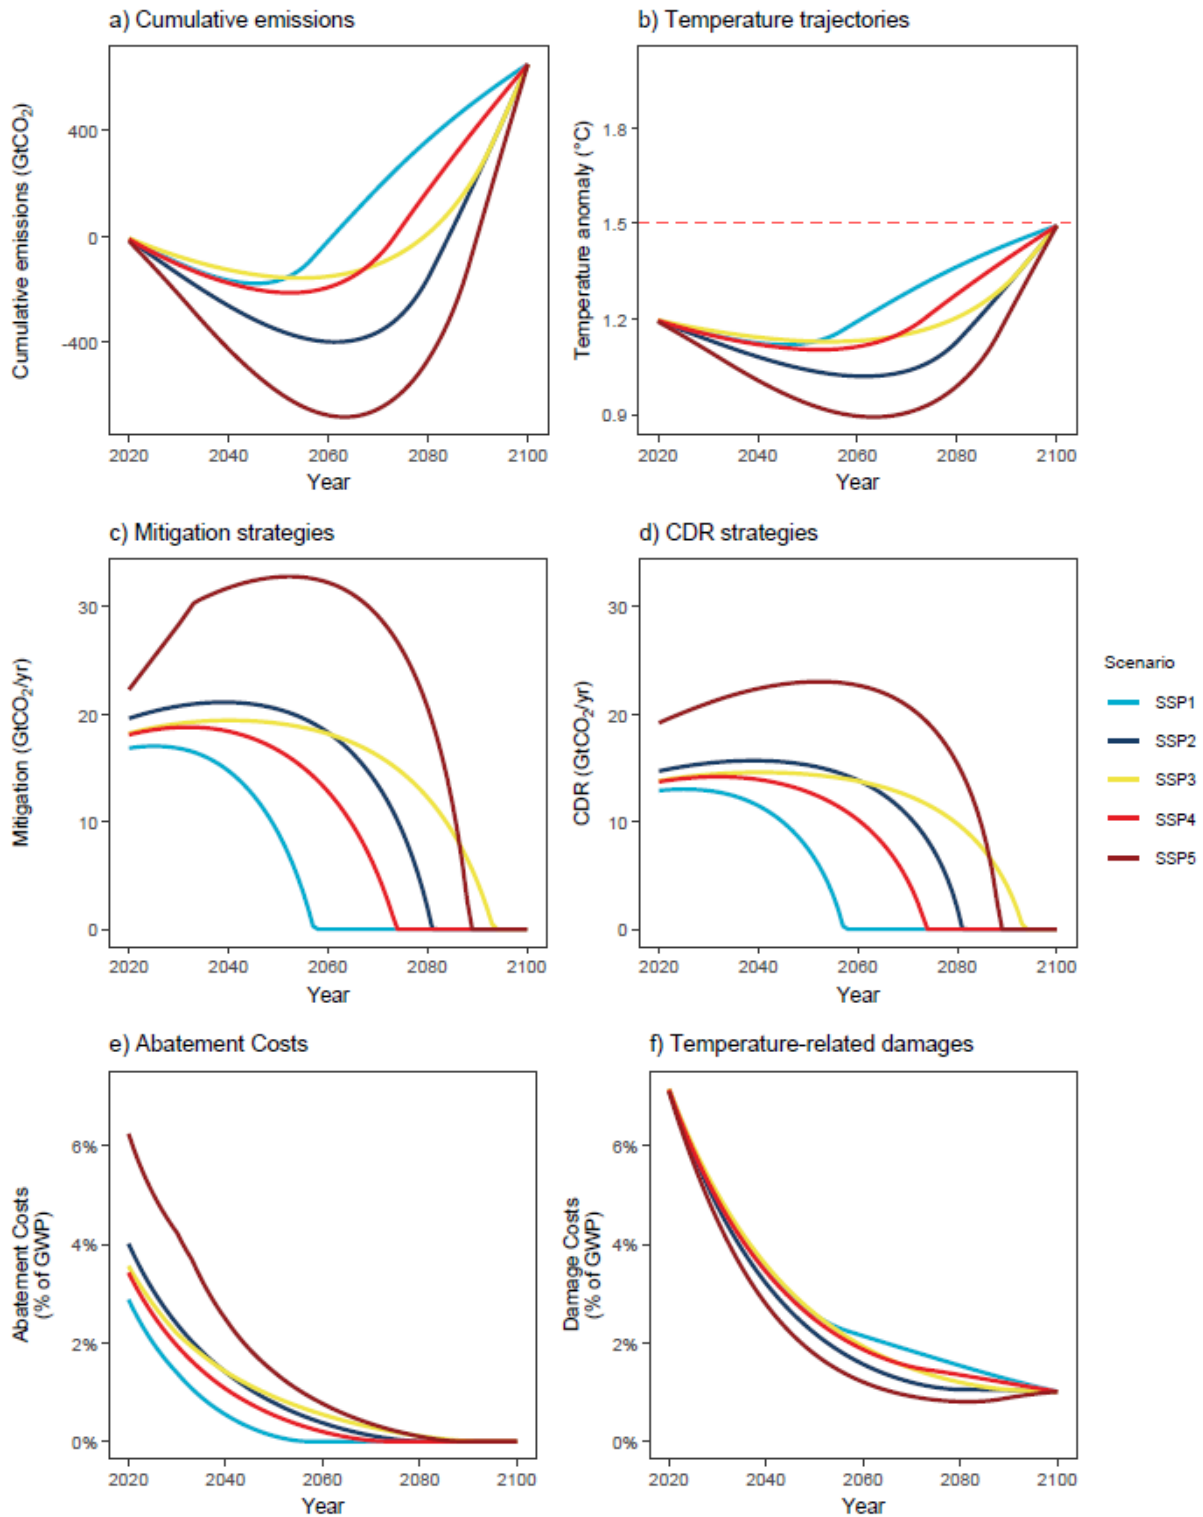 a) Cumulative emissions
Cumulative emissions (GtCO₂)
400
0
-400
2020 2040 2060 2080 2100
Year
b) Temperature trajectories
Temperature anomaly (°C)
1.8
1.5
1.2
0.9
2020 2040 2060 2080 2100
Year
c) Mitigation strategies
Mitigation (GtCO₂/yr)
30
20
10
0
2020 2040 2060 2080 2100
Year
d) CDR strategies
CDR (GtCO₂/yr)
30
20
10
0
2020 2040 2060 2080 2100
Year
Scenario
SSP1
SSP2
SSP3
SSP4
SSP5
e) Abatement Costs
Abatement Costs
(% of GWP)
6%
4%
2%
0%
2020 2040 2060 2080 2100
Year
f) Temperature-related damages
Damage Costs
(% of GWP)
6%
4%
2%
0%
2020 2040 2060 2080 2100
Year